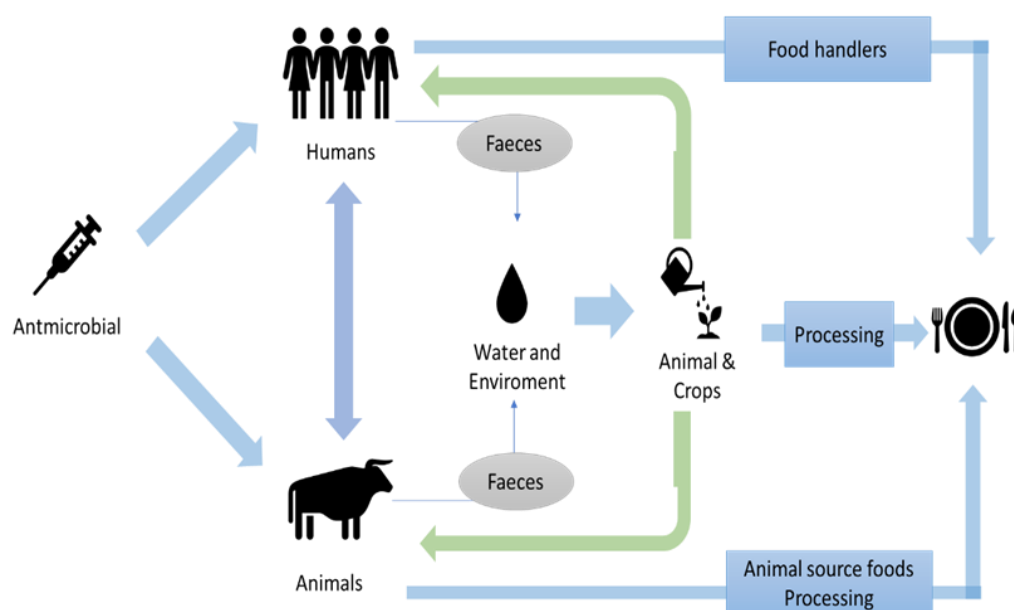 Food handlers
Faeces
Humans
Antmicrobial
Water and
Enviroment
Animal &
Crops
Processing
Faeces
Animals
Animal source foods
Processing